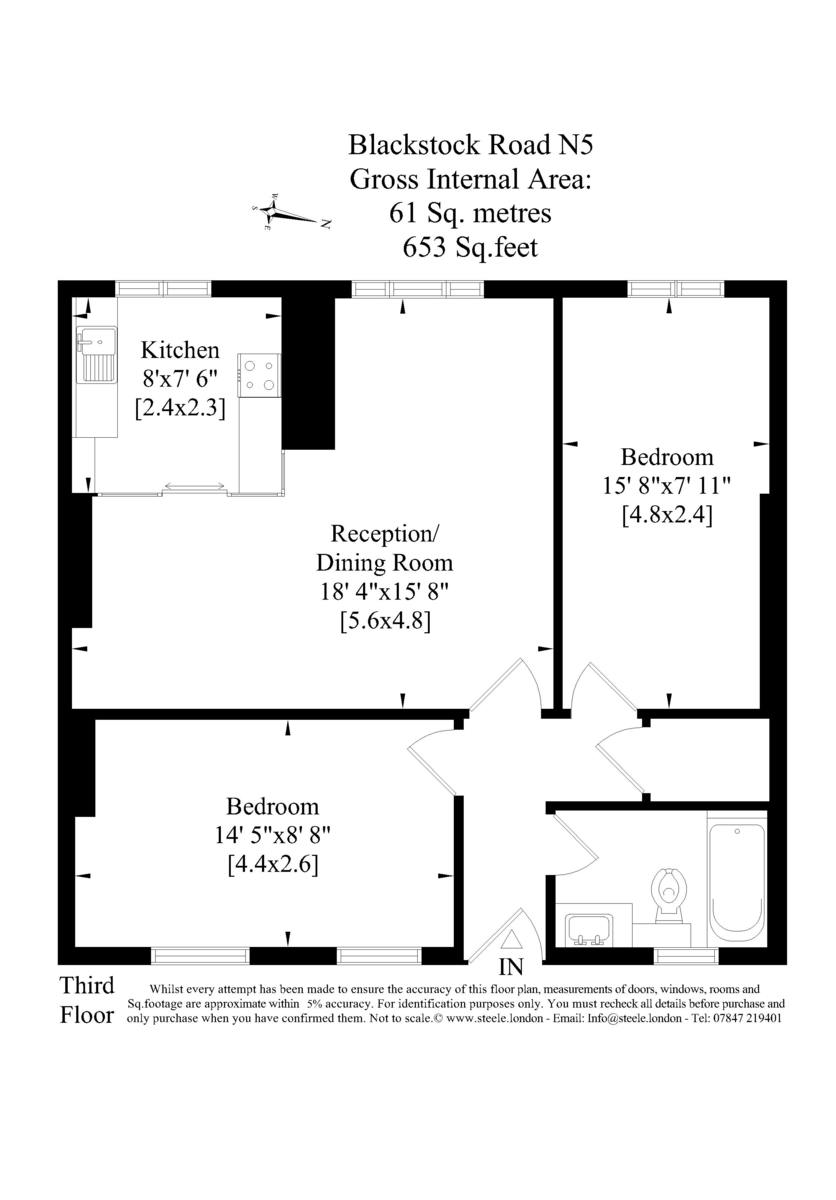 Blackstock Road N5
Gross Internal Area:
61 Sq. metres
653 Sq.feet
W
S
N
E
Kitchen
8'x7' 6"
[2.4x2.3]
Bedroom
15' 8"x7' 11"
[4.8x2.4]
Reception/
Dining Room
18' 4"x15' 8"
[5.6x4.8]
Bedroom
14' 5"x8' 8"
[4.4x2.6]
IN
Third
Floor
Whilst every attempt has been made to ensure the accuracy of this floor plan, measurements of doors, windows, rooms and
Sq.footage are approximate within 5% accuracy. For identification purposes only. You must recheck all details before purchase and
only purchase when you have confirmed them. Not to scale.© www.steele.london - Email: Info@steele.london - Tel: 07847 219401